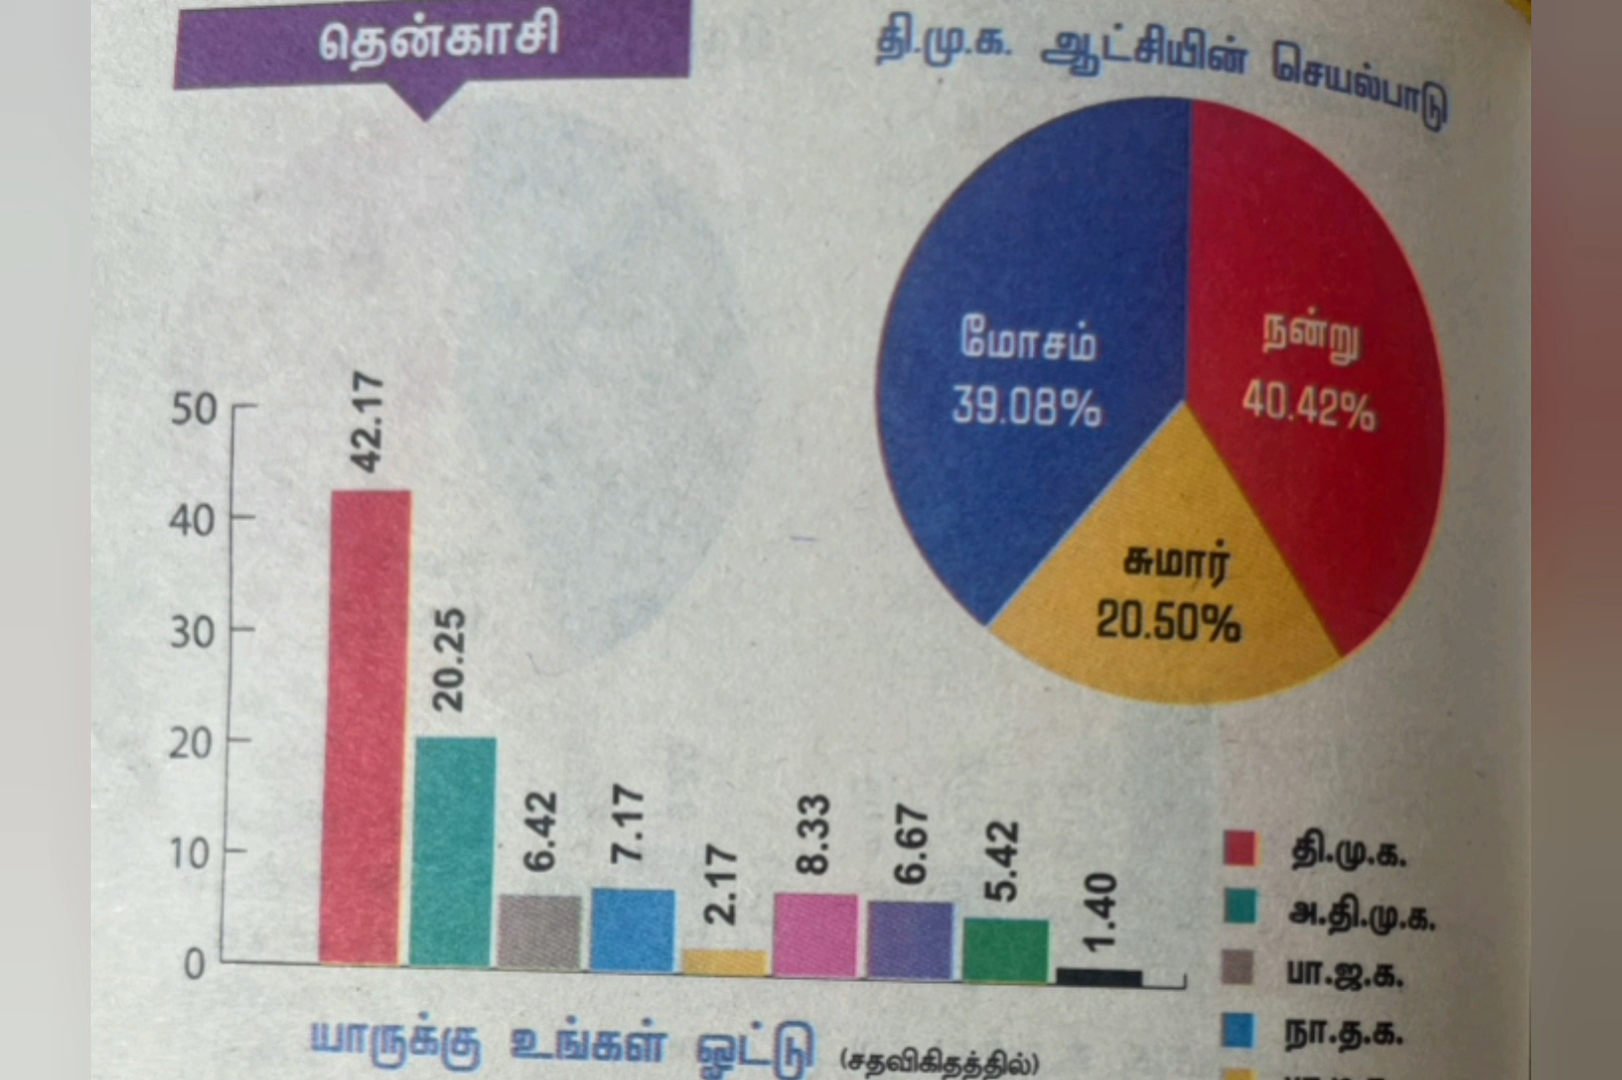 தென்காசி
தி.மு.க. ஆட்சியின் செயல்பாடு
மோசம்
39.08%
நன்று
40.42%
சுமார்
20.50%
50
40
30
20
10
0
42.17
20.25
6.42
7.17
2.17
8.33
6.67
5.42
1.40
தி.மு.க.
அ.தி.மு.க.
பா.ஜ.க.
நா.த.க.
யாருக்கு உங்கள் ஓட்டு (சதவிகிதத்தில்)